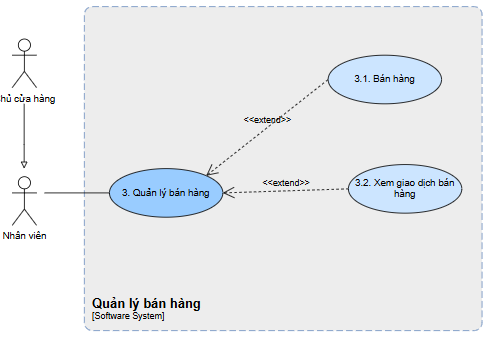 3.1. Bán hàng
hủ cửa hàng
<<extend>>
<<extend>>
3. Quản lý bán hàng
3.2. Xem giao dịch bán
hàng
Nhân viên
Quản lý bán hàng
[Software System]